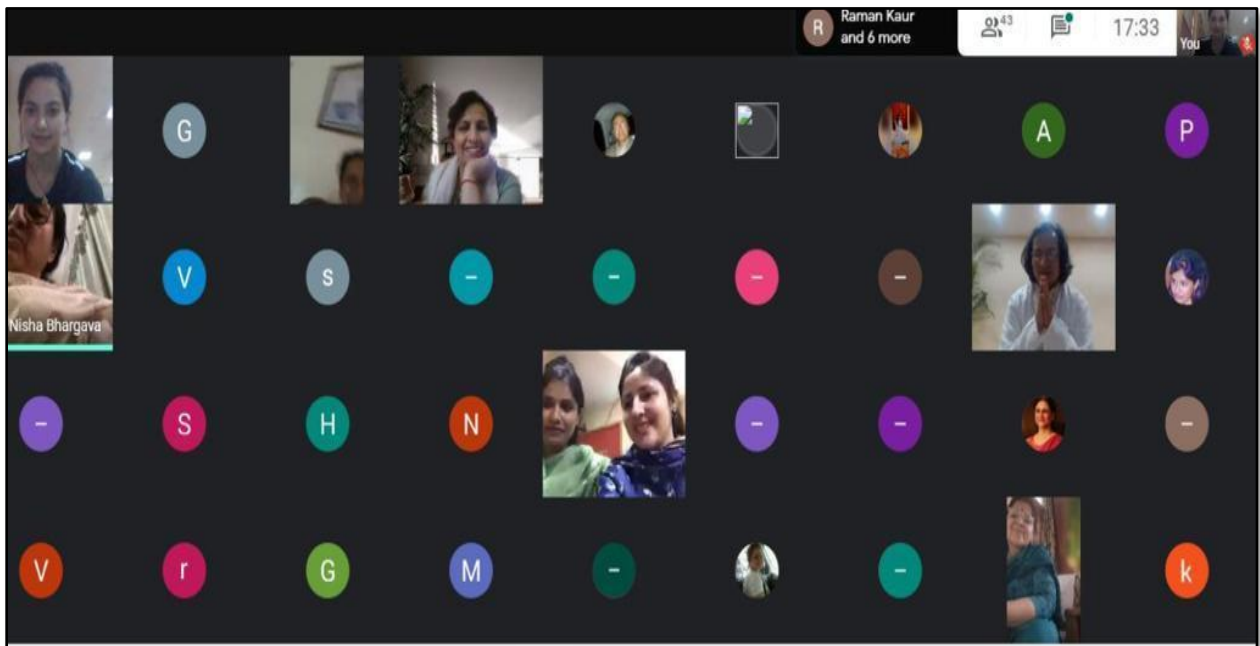 R
Raman Kaur
and 6 more
43
17:33
You
G
A
P
Nisha Bhargava
V
s
–
–
–
–
–
S
H
N
–
–
–
V
r
G
M
–
–
k